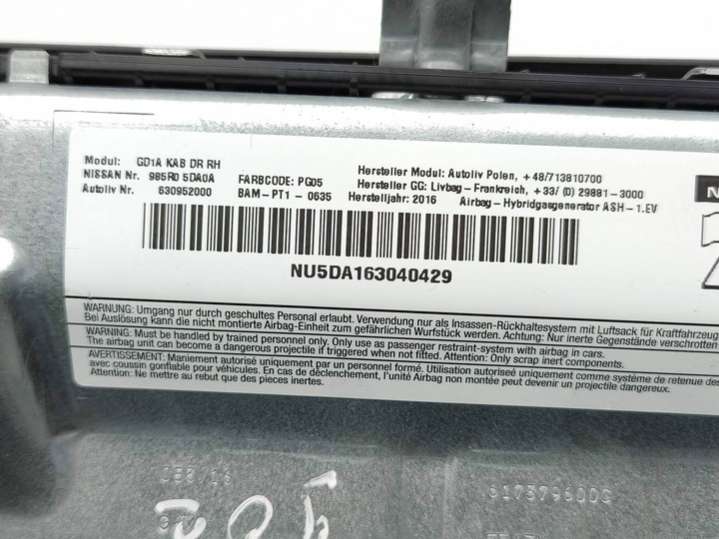 Modul: GD1A KAB DR RH
NISSAN Nr. 985R0 5DA0A FARBCODE: PG05
Autoliv Nr. 630952000 BAM-PT1-0635
Hersteller Modul: Autoliv Polen, +48/713810700
Hersteller GG: Livbag-Frankreich, +33/ (0) 29881-3000
Herstelljahr: 2016 Airbag-Hybridgasgenerator ASH-1.EV
NU5DA163040429
WARNUNG: Umgang nur durch geschultes Personal erlaubt. Verwendung nur als Insassen-Rückhaltesystem mit Luftsack für Kraftfahrzeug
Bei Auslösung kann die nicht montierte Airbag-Einheit zum gefährlichen Wurfstück werden. Achtung: Nur inerte Gegenstände verschrotten
WARNING: Must be handled by trained personnel only. Only use as passenger restraint-system with airbag in cars.
The airbag unit can become a dangerous projectile if triggered when not fitted. Attention: Only scrap inert components.
AVERTISSEMENT: Maniement autorisé uniquement par un personnel formé. Utilisation autorisée uniquement comme système de retenue de
avec coussin gonflable pour véhicules. En cas de déclenchement, l'unité Airbag non montée peut devenir un projectile dangereux.
Attention: Ne mettre au rebut que des pieces inertes.